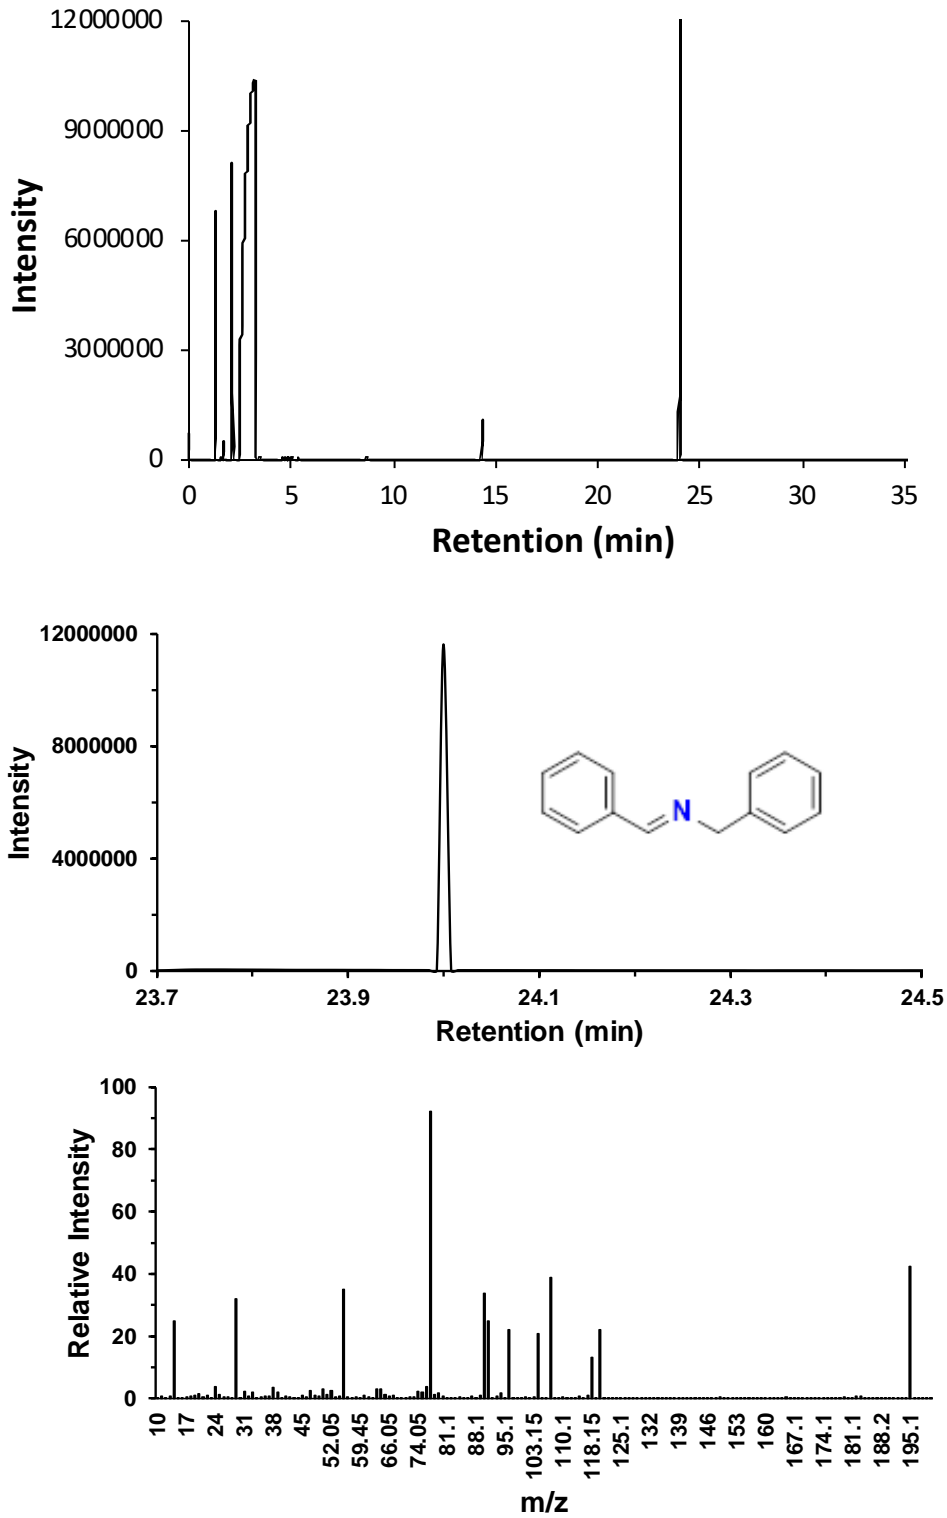 12000000
9000000
6000000
3000000
0
Intensity
0 5 10 15 20 25 30 35
Retention (min)
12000000
8000000
4000000
0
Intensity
N
23.7 23.9 24.1 24.3 24.5
Retention (min)
100
80
60
40
20
0
Relative Intensity
10 17 24 31 38 45 52.05 59.45 66.05 74.05 81.1 88.1 95.1 103.15 110.1 118.15 125.1 132 139 146 153 160 167.1 174.1 181.1 188.2 195.1
m/z